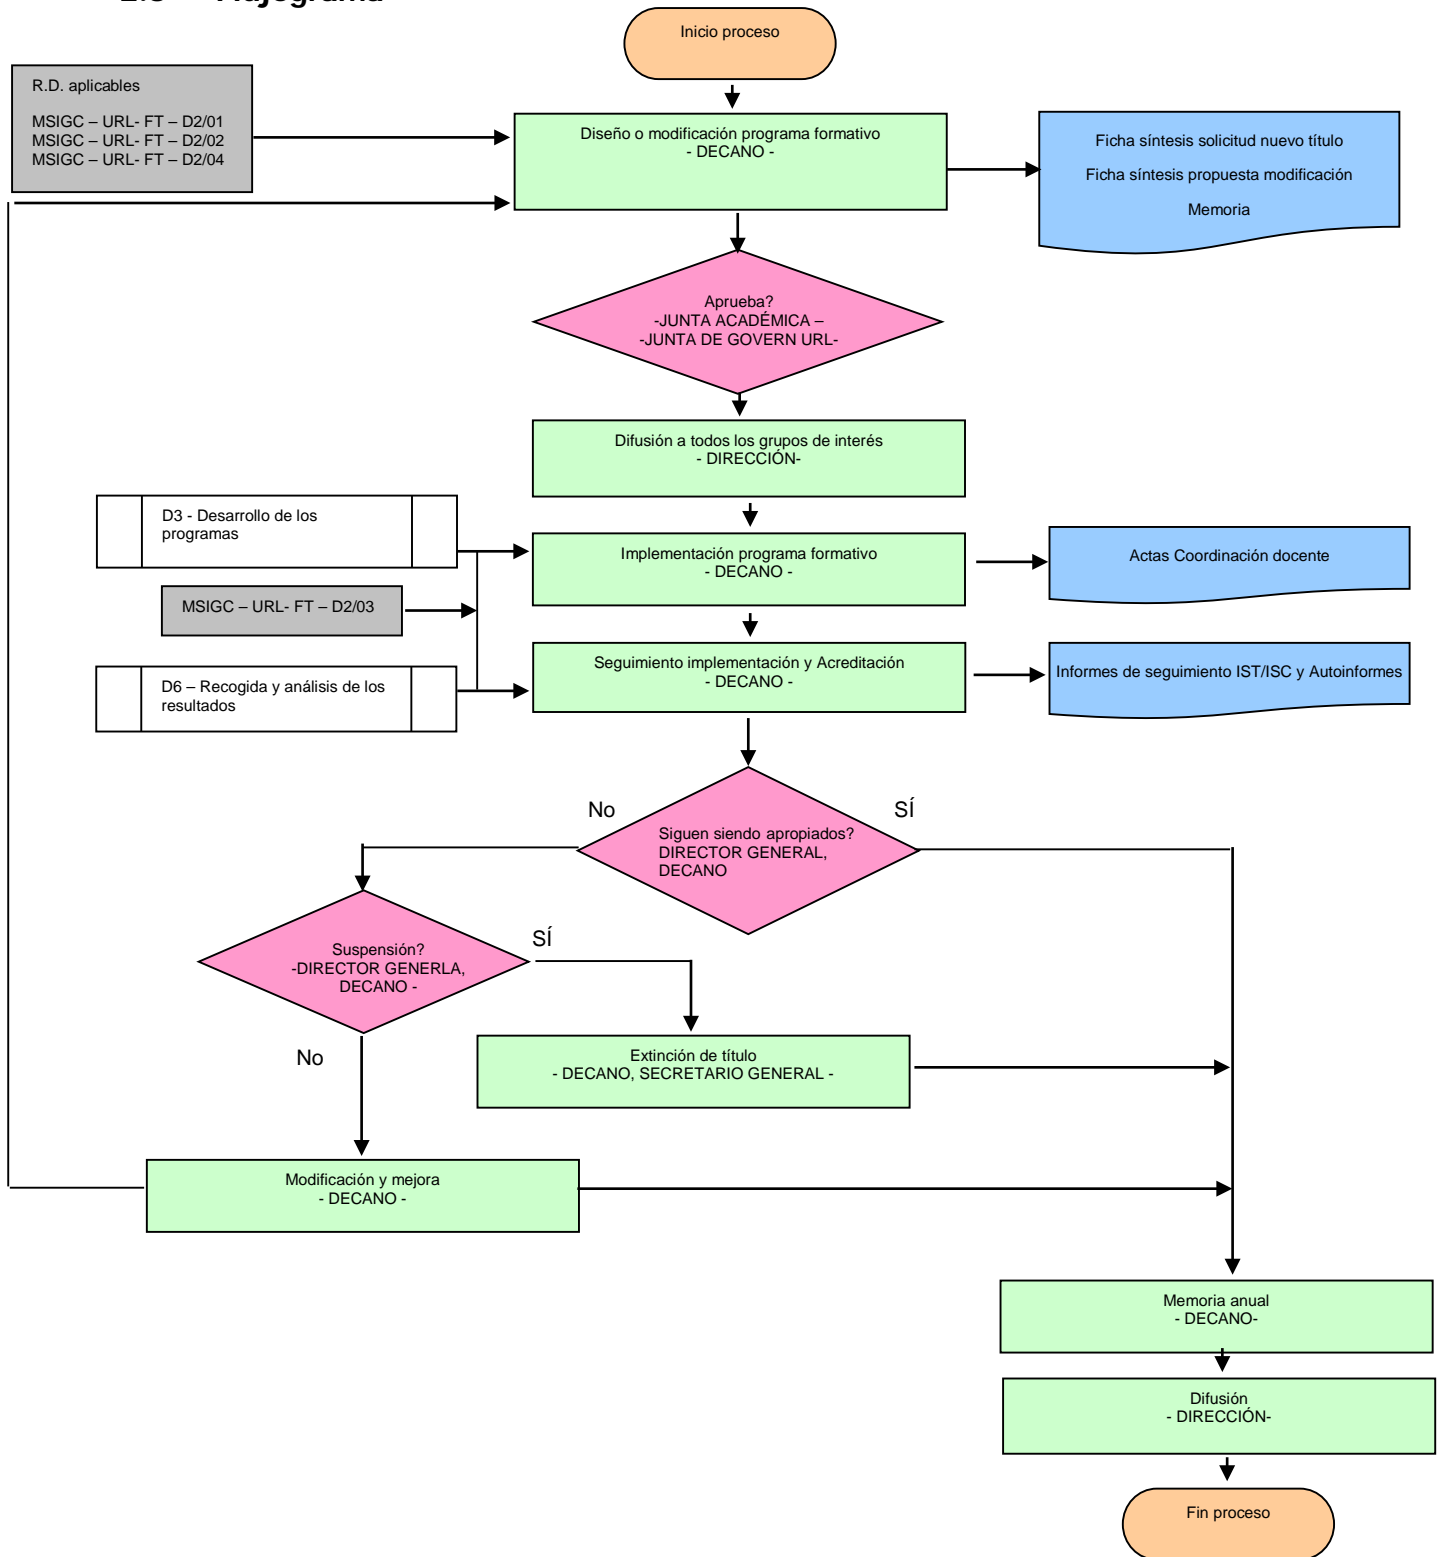 Inicio proceso
R.D. aplicables
MSIGC – URL- FT – D2/01
MSIGC – URL- FT – D2/02
MSIGC – URL- FT – D2/04
Diseño o modificación programa formativo
- DECANO -
Ficha síntesis solicitud nuevo título
Ficha síntesis propuesta modificación
Memoria
Aprueba?
-JUNTA ACADÉMICA –
-JUNTA DE GOVERN URL-
Difusión a todos los grupos de interés
- DIRECCIÓN-
D3 - Desarrollo de los
programas
Implementación programa formativo
- DECANO -
Actas Coordinación docente
MSIGC – URL- FT – D2/03
D6 – Recogida y análisis de los
resultados
Seguimiento implementación y Acreditación
- DECANO -
Informes de seguimiento IST/ISC y Autoinformes
No
SÍ
Siguen siendo apropiados?
DIRECTOR GENERAL,
DECANO
Suspensión?
-DIRECTOR GENERLA,
DECANO -
SÍ
No
Extinción de título
- DECANO, SECRETARIO GENERAL -
Modificación y mejora
- DECANO -
Memoria anual
- DECANO-
Difusión
- DIRECCIÓN-
Fin proceso